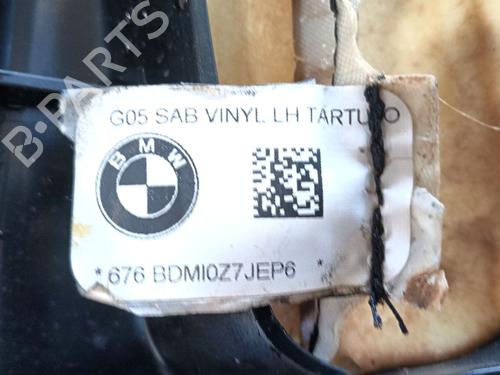 B-PARTS
G05 SAB VINYL LH TARTUFO
BMW
* 676 BDMI0Z7JEP6 *